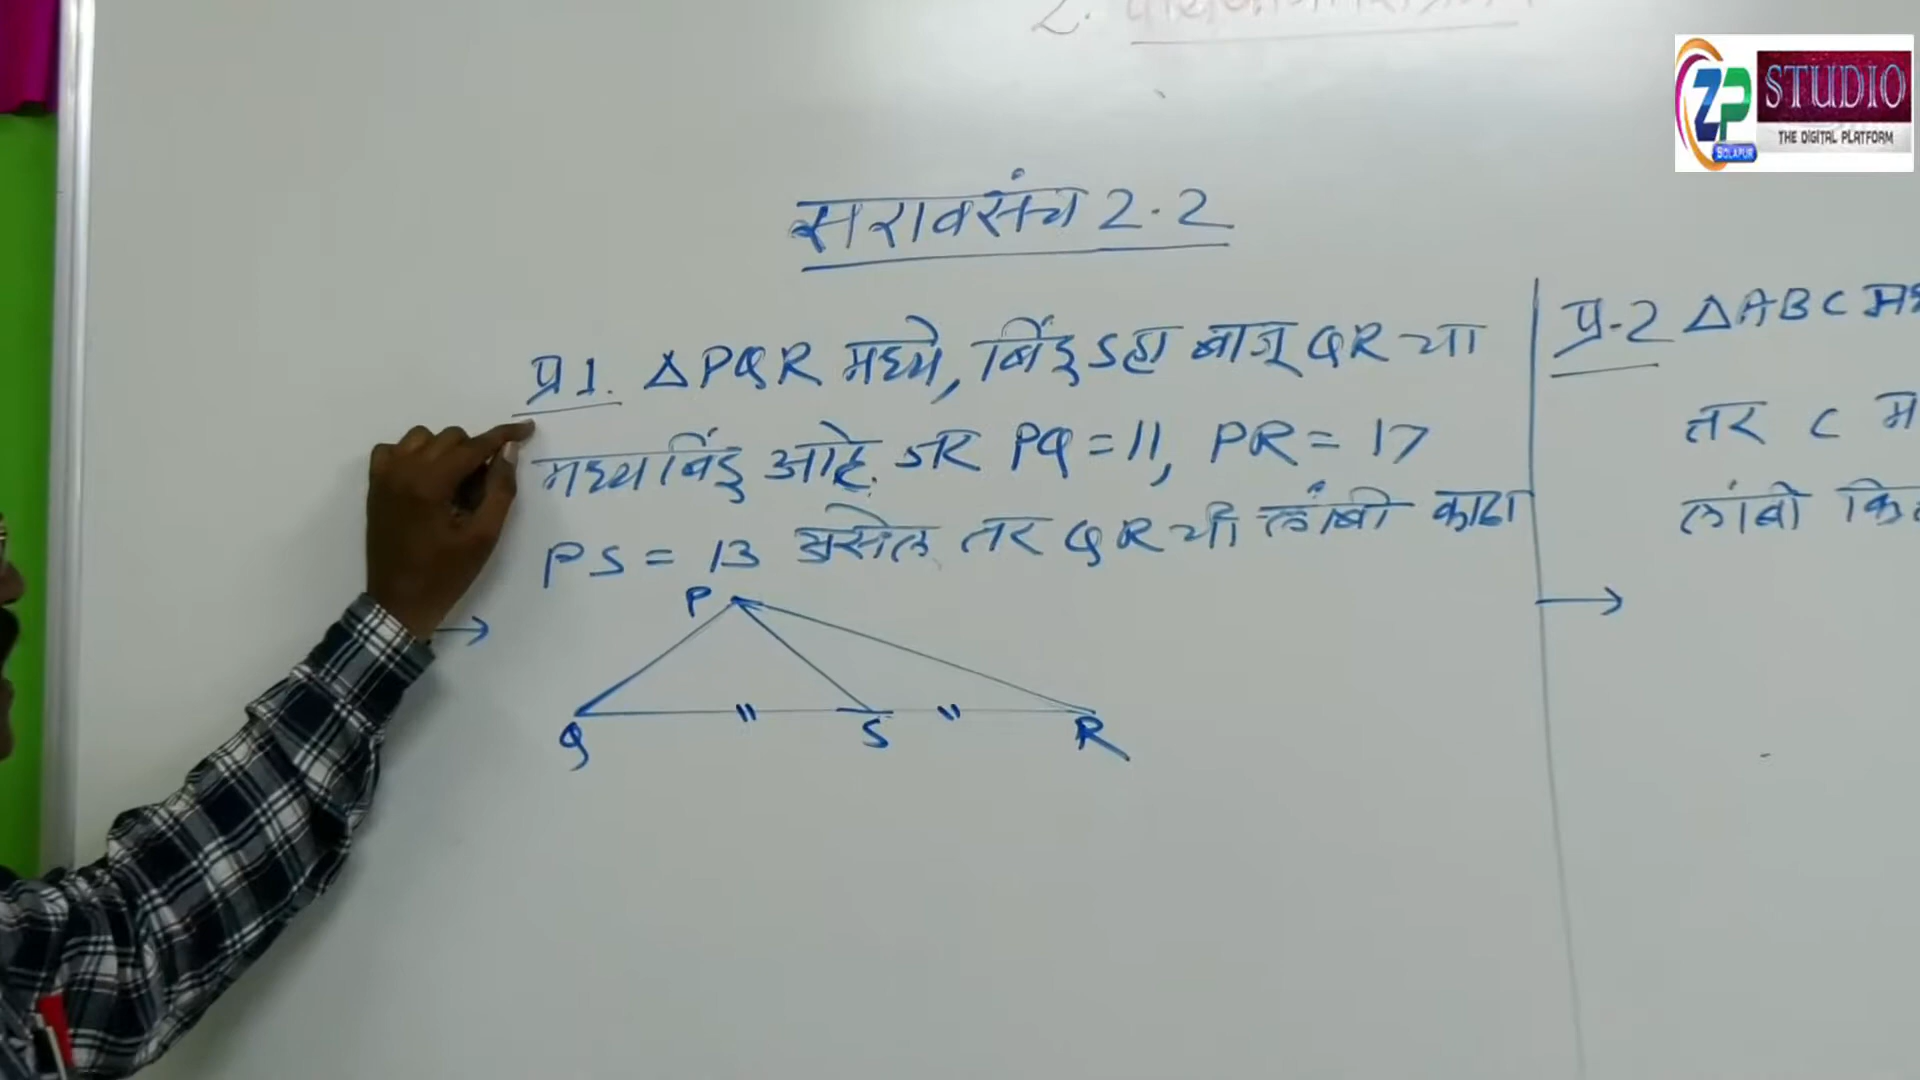 2.
ZP STUDIO
THE DIGITAL PLATFORM
SOLAPUR
सरावसंच 2.2
प्र 1. △PQR मध्ये, बिंदू S हा बाजू QR चा
मध्यबिंदू आहे. जर PQ = 11, PR = 17
PS = 13 असेल तर QR ची लांबी काढा
→
P
Q
S
R
प्र.2 △ABC
तर C
लांबी
→